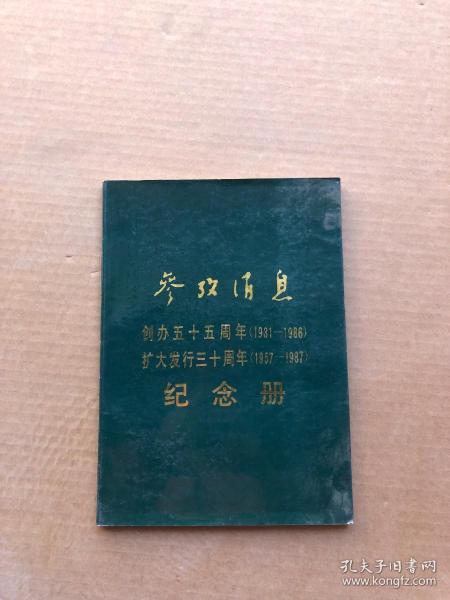 参攷消息
创办五十五周年(1931—1986)
扩大发行三十周年(1957—1987)
纪念册
孔夫子旧书网
www.kongfz.com